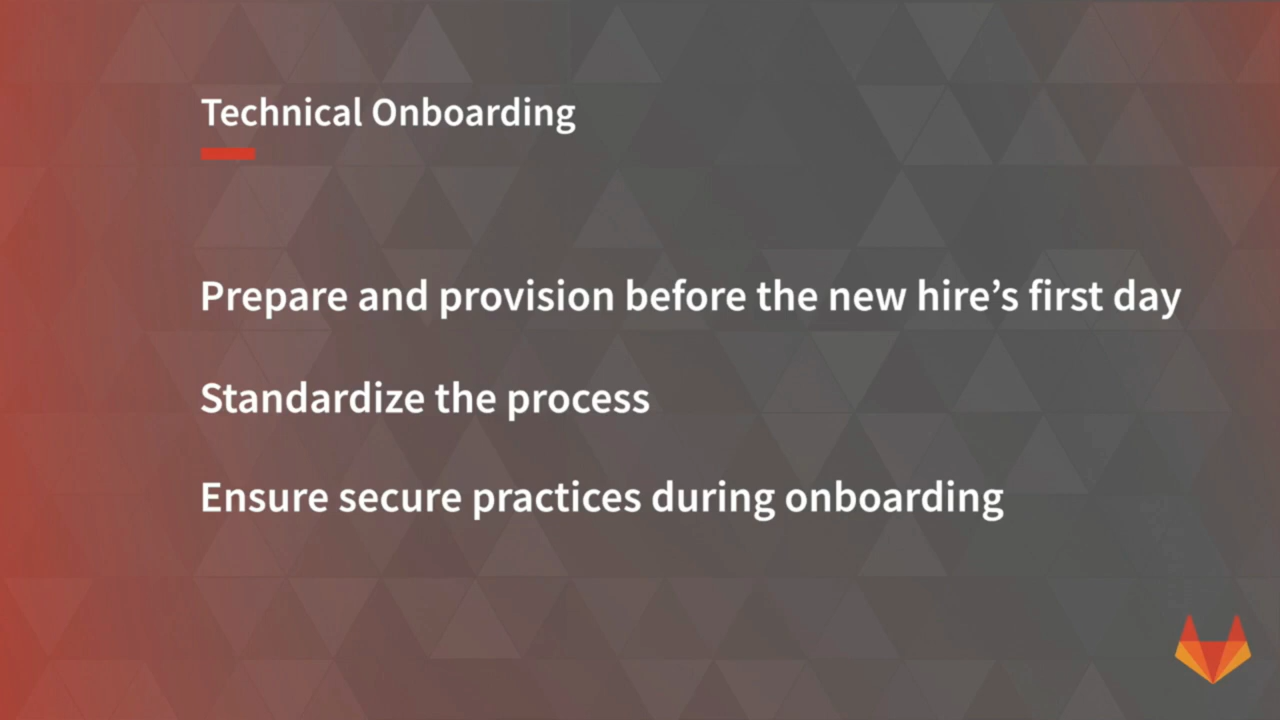 Technical Onboarding
Prepare and provision before the new hire’s first day
Standardize the process
Ensure secure practices during onboarding